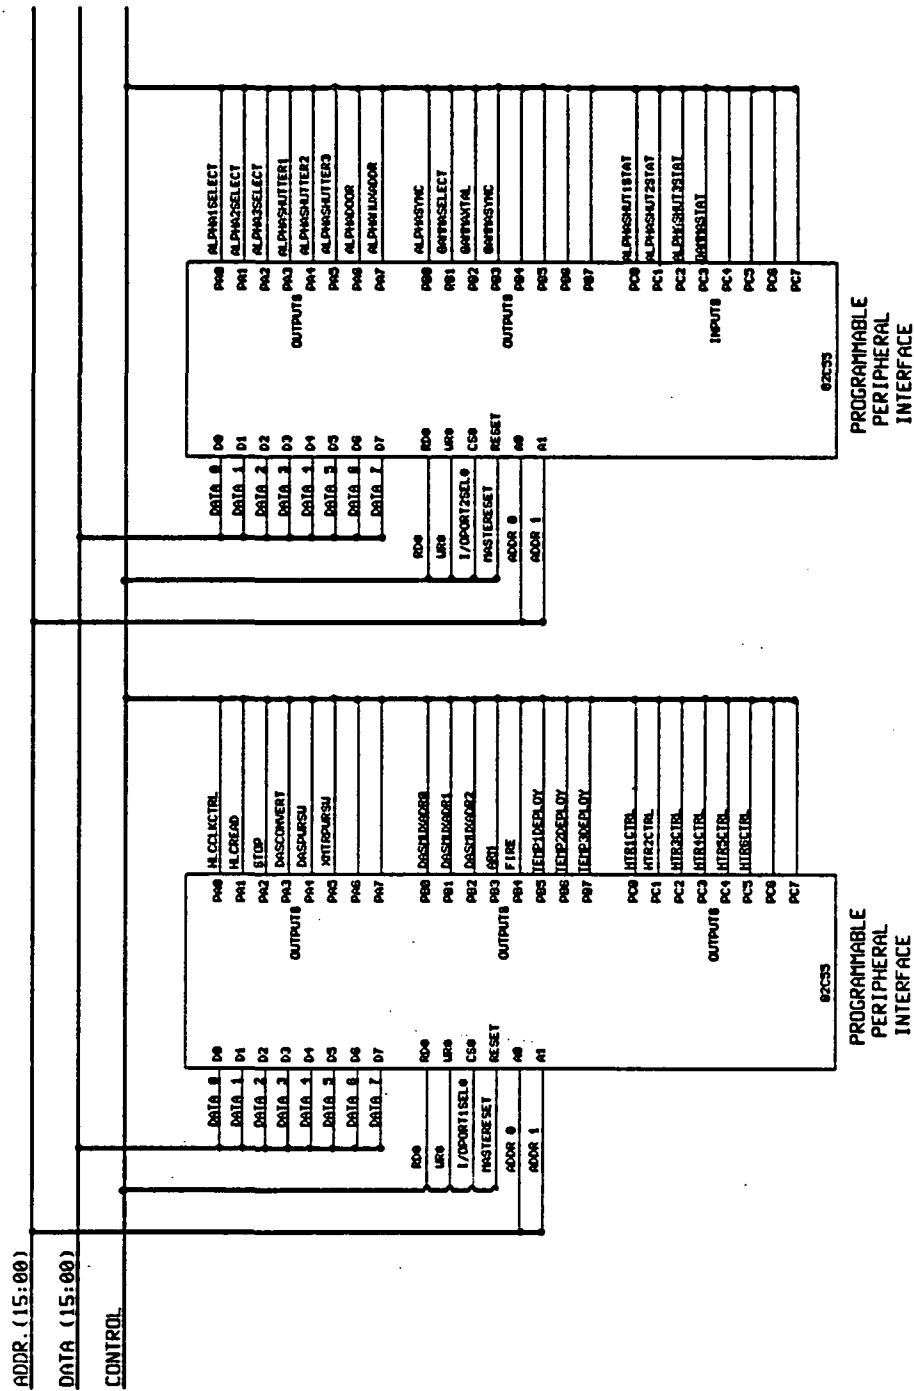 ADDR.(15:00)
DATA (15:00)
CONTROL
DATA 0 D0
DATA 1 D1
DATA 2 D2
DATA 3 D3
DATA 4 D4
DATA 5 D5
DATA 6 D6
DATA 7 D7
RD0 RD0
WR0 WR0
I/OPORT1SEL0 CS0
MASTERESET RESET
ADDR 0 A0
ADDR 1 A1
PA0 HLCCLKCTRL
PA1 HLCREAD
PA2 STOP
PA3 DASCONVERT
OUTPUTS
PA4 DASPWRSW
PA5 XMTRPWRSW
PA6
PA7
PB0 DASMUXADR0
PB1 DASMUXADR1
PB2 DASMUXADR2
PB3 ARM
OUTPUTS
PB4 FIRE
PB5 TEMP1DEPLOY
PB6 TEMP2DEPLOY
PB7 TEMP3DEPLOY
PC0 HTR1CTRL
PC1 HTR2CTRL
PC2 HTR3CTRL
PC3 HTR4CTRL
OUTPUTS
PC4 HTR5CTRL
PC5 HTR6CTRL
PC6
PC7
82C55
PROGRAMMABLE
PERIPHERAL
INTERFACE
DATA 0 D0
DATA 1 D1
DATA 2 D2
DATA 3 D3
DATA 4 D4
DATA 5 D5
DATA 6 D6
DATA 7 D7
RD0 RD0
WR0 WR0
I/OPORT2SEL0 CS0
MASTERESET RESET
ADDR 0 A0
ADDR 1 A1
PA0 ALPHA1SELECT
PA1 ALPHA2SELECT
PA2 ALPHA3SELECT
PA3 ALPHASHUTTER1
OUTPUTS
PA4 ALPHASHUTTER2
PA5 ALPHASHUTTER3
PA6 ALPHADOOR
PA7 ALPHAMUXADDR
PB0 ALPHASYNC
PB1 GAMMASELECT
PB2 GAMMAXTAL
PB3 GAMMASYNC
OUTPUTS
PB4
PB5
PB6
PB7
PC0 ALPHASHUT1STAT
PC1 ALPHASHUT2STAT
PC2 ALPHASHUT3STAT
PC3 GAMMASTAT
INPUTS
PC4
PC5
PC6
PC7
82C55
PROGRAMMABLE
PERIPHERAL
INTERFACE